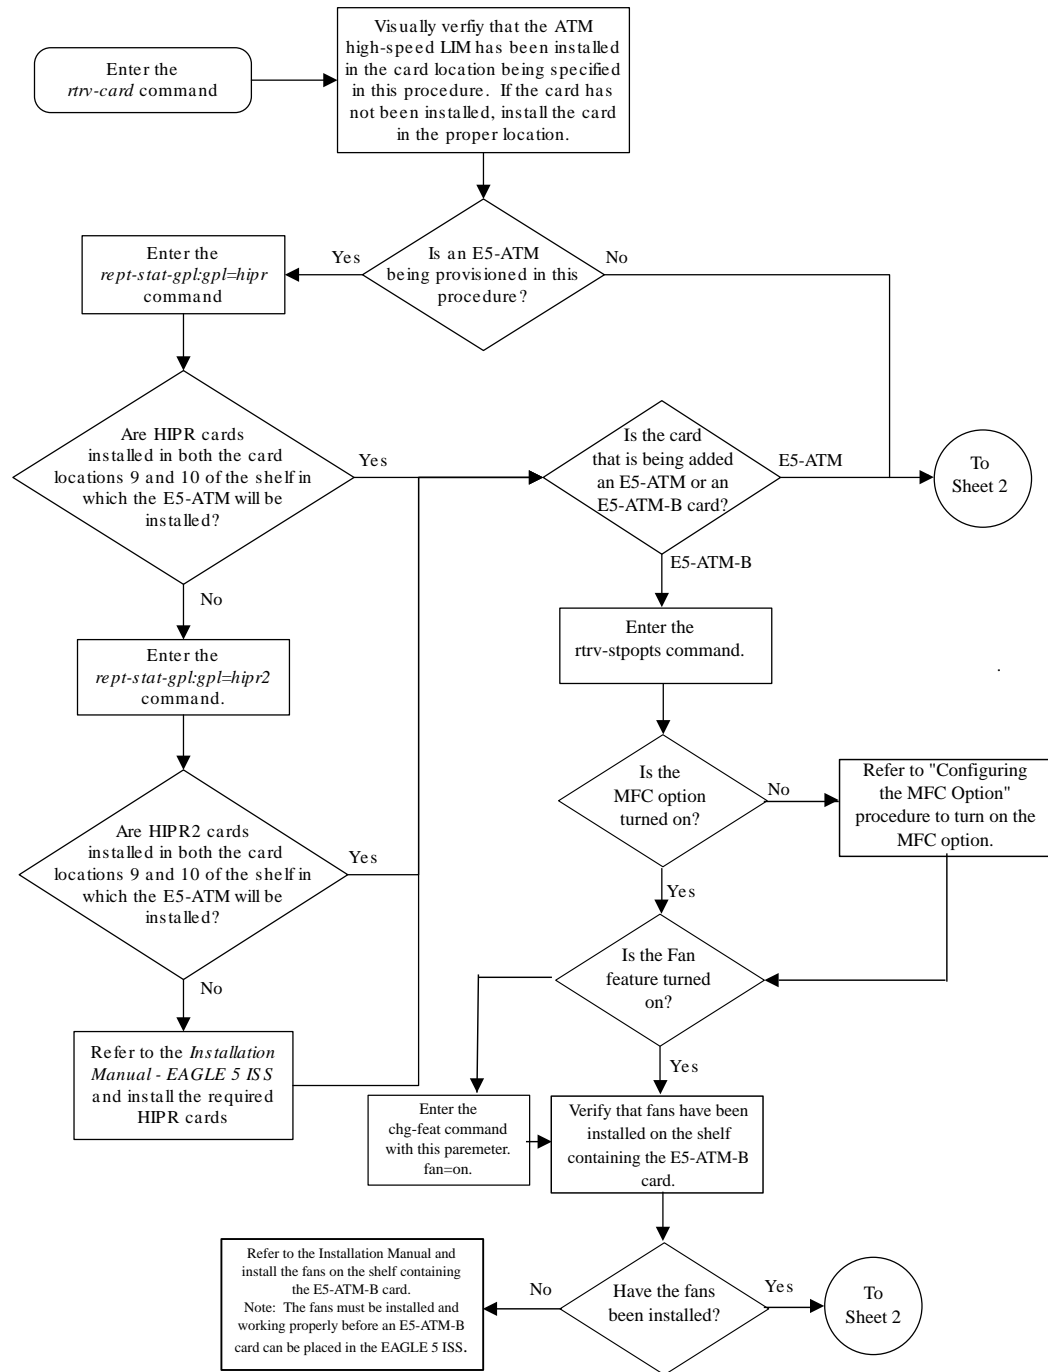 Enter the
rtrv-card command
Visually verfiy that the ATM
high-speed LIM has been installed
in the card location being specified
in this procedure. If the card has
not been installed, install the card
in the proper location.
Is an E5-ATM
being provisioned in this
procedure?
Yes
No
Enter the
rept-stat-gpl:gpl=hipr
command
Are HIPR cards
installed in both the card
locations 9 and 10 of the shelf in
which the E5-ATM will be
installed?
Yes
No
Is the card
that is being added
an E5-ATM or an
E5-ATM-B card?
E5-ATM
To
Sheet 2
E5-ATM-B
Enter the
rept-stat-gpl:gpl=hipr2
command.
Enter the
rtrv-stpopts command.
Are HIPR2 cards
installed in both the card
locations 9 and 10 of the shelf in
which the E5-ATM will be
installed?
Yes
No
Is the
MFC option
turned on?
No
Yes
Refer to "Configuring
the MFC Option"
procedure to turn on the
MFC option.
Is the Fan
feature turned
on?
Yes
Refer to the Installation
Manual - EAGLE 5 ISS
and install the required
HIPR cards
Enter the
chg-feat command
with this paremeter.
fan=on.
Verify that fans have been
installed on the shelf
containing the E5-ATM-B
card.
Refer to the Installation Manual and
install the fans on the shelf containing
the E5-ATM-B card.
Note: The fans must be installed and
working properly before an E5-ATM-B
card can be placed in the EAGLE 5 ISS.
No
Have the fans
been installed?
Yes
To
Sheet 2